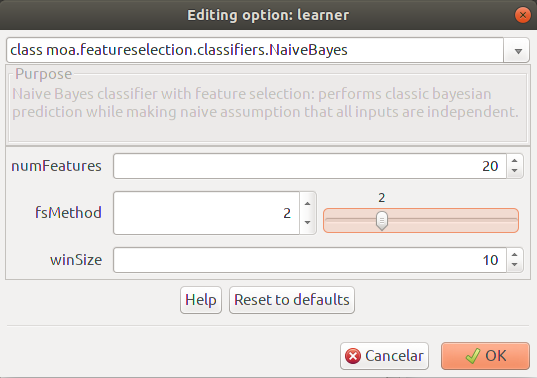 Editing option: learner
class moa.featureselection.classifiers.NaiveBayes
Purpose
Naive Bayes classifier with feature selection: performs classic bayesian
prediction while making naive assumption that all inputs are independent.
numFeatures 20
2
fsMethod 2
winSize 10
Help Reset to defaults
Cancelar OK